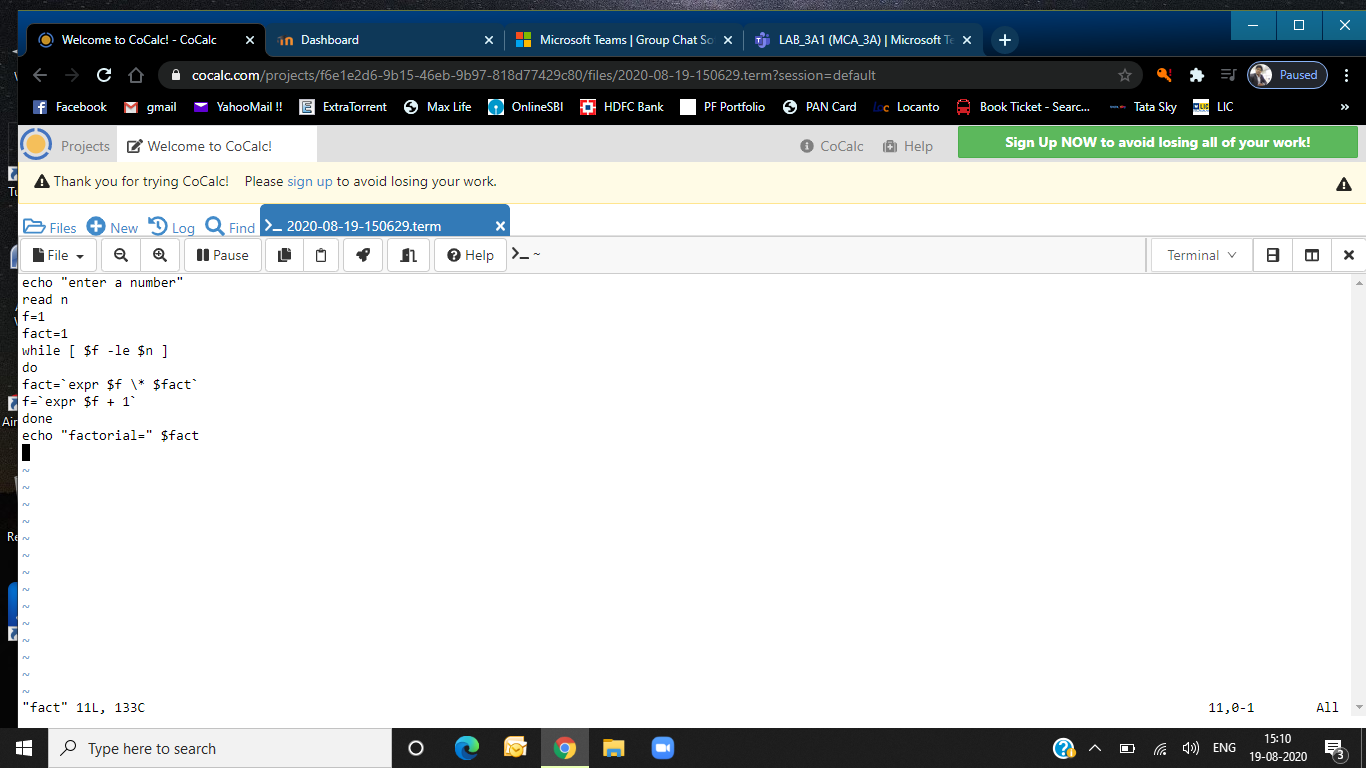 Welcome to CoCalc! - CoCalc
Dashboard
Microsoft Teams | Group Chat So
LAB_3A1 (MCA_3A) | Microsoft Te
cocalc.com/projects/f6e1e2d6-9b15-46eb-9b97-818d77429c80/files/2020-08-19-150629.term?session=default
Paused
Facebook gmail YahooMail !! ExtraTorrent Max Life OnlineSBI HDFC Bank PF Portfolio PAN Card Locanto Book Ticket - Searc... Tata Sky LIC »
Projects Welcome to CoCalc! CoCalc Help Sign Up NOW to avoid losing all of your work!
Thank you for trying CoCalc! Please sign up to avoid losing your work.
Files New Log Find 2020-08-19-150629.term
File Pause Help ~ Terminal
echo "enter a number"
read n
f=1
fact=1
while [ $f -le $n ]
do
fact=`expr $f \* $fact`
f=`expr $f + 1`
done
echo "factorial=" $fact
~
~
~
~
~
~
~
~
~
~
~
~
~
~
"fact" 11L, 133C 11,0-1 All
Type here to search
ENG
15:10
19-08-2020
3